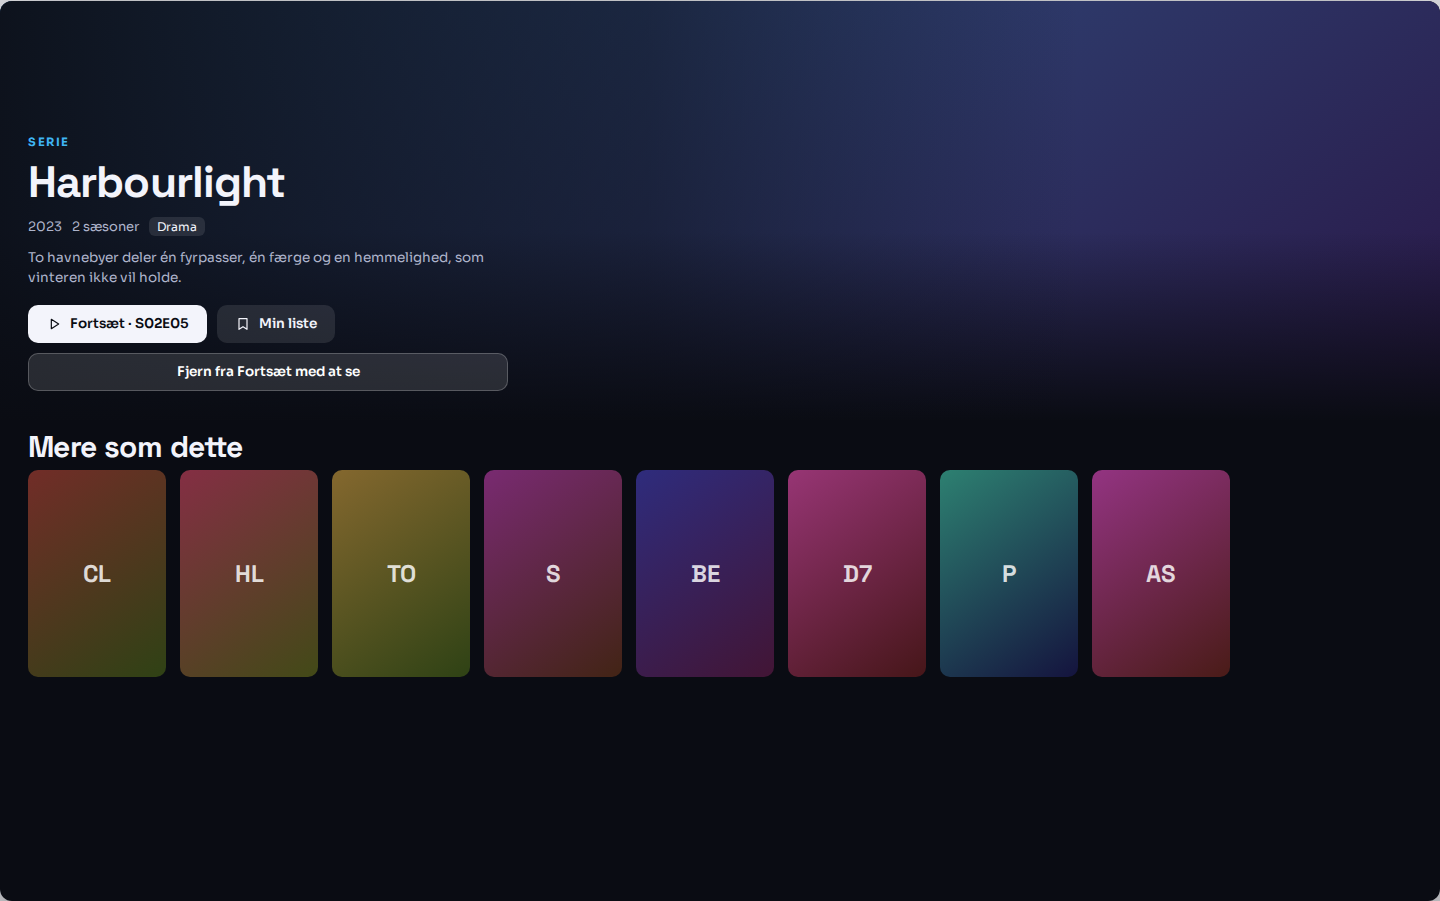 SERIE
Harbourlight
2023 2 sæsoner Drama
To havnebyer deler én fyrpasser, én færge og en hemmelighed, som
vinteren ikke vil holde.
Fortsæt · S02E05 Min liste
Fjern fra Fortsæt med at se
Mere som dette
CL HL TO S BE D7 P AS